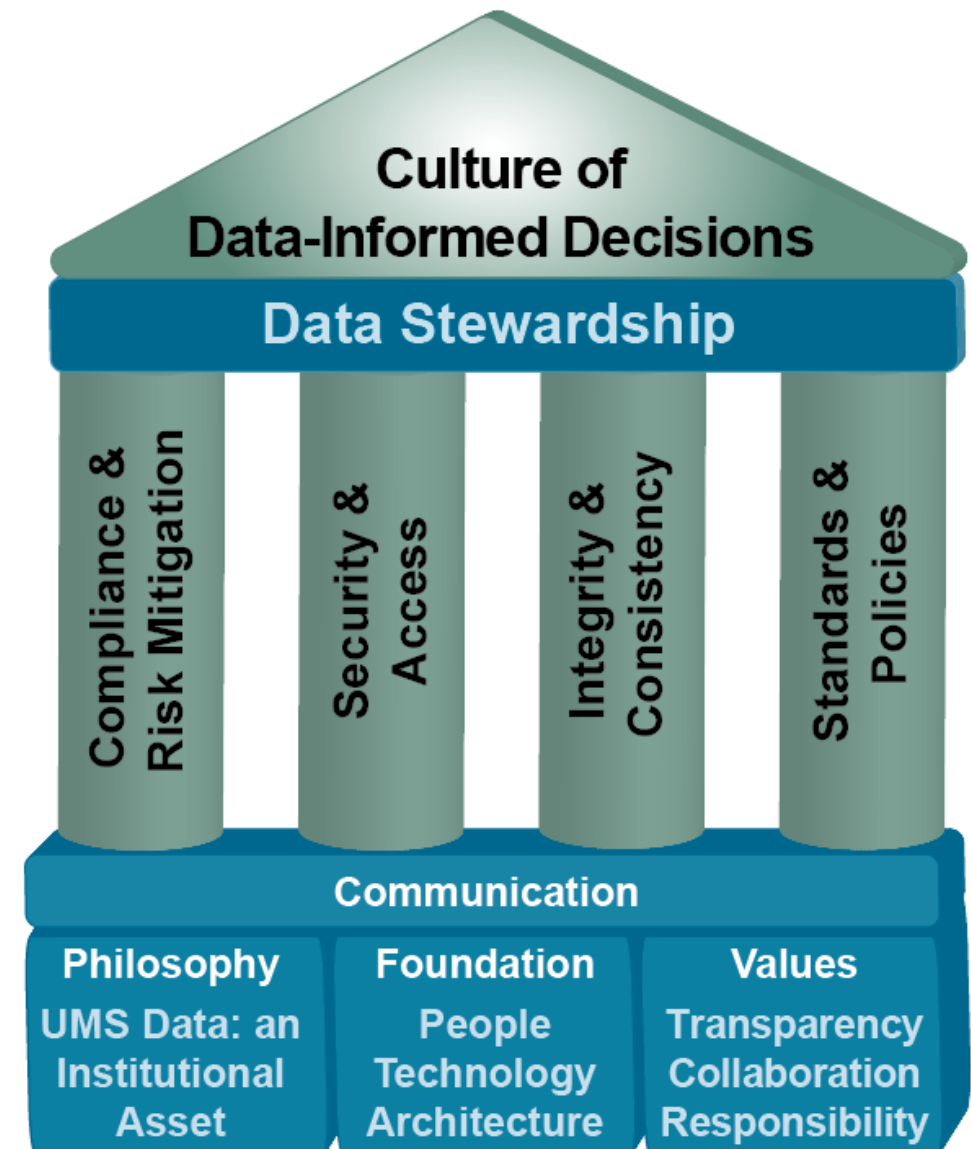 Culture of
Data-Informed Decisions
Data Stewardship
Compliance &
Risk Mitigation
Security &
Access
Integrity &
Consistency
Standards &
Policies
Communication
Philosophy
UMS Data: an
Institutional
Asset
Foundation
People
Technology
Architecture
Values
Transparency
Collaboration
Responsibility